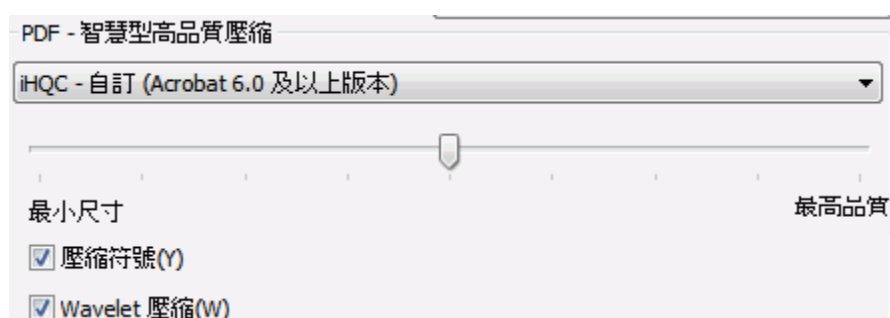 PDF - 智慧型高品質壓縮
iHQC - 自訂 (Acrobat 6.0 及以上版本)
最小尺寸 最高品質
壓縮符號(Y)
Wavelet 壓縮(W)